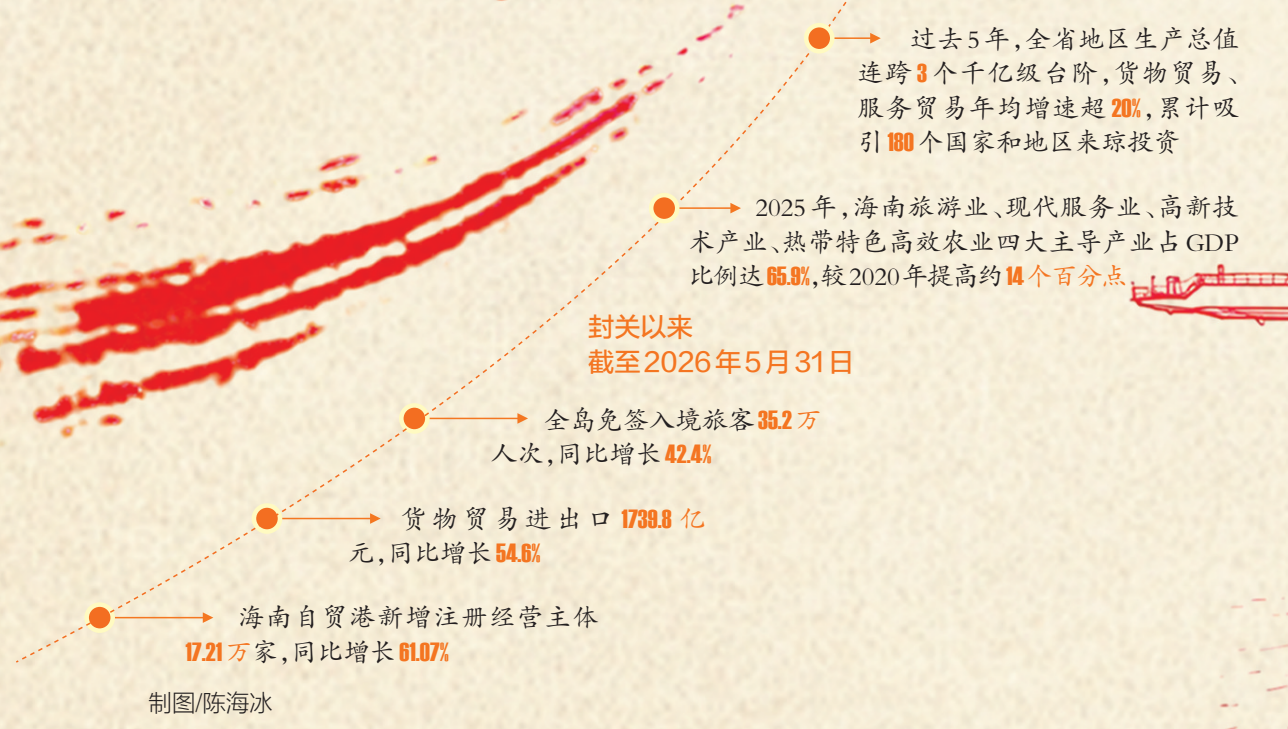 过去5年,全省地区生产总值
连跨3个千亿级台阶,货物贸易、
服务贸易年均增速超20%,累计吸
引180个国家和地区来琼投资
2025年,海南旅游业、现代服务业、高新技
术产业、热带特色高效农业四大主导产业占GDP
比例达65.9%,较2020年提高约14个百分点
封关以来
截至2026年5月31日
全岛免签入境旅客35.2万
人次,同比增长42.4%
货物贸易进出口1739.8亿
元,同比增长54.6%
海南自贸港新增注册经营主体
17.21万家,同比增长61.07%
制图/陈海冰